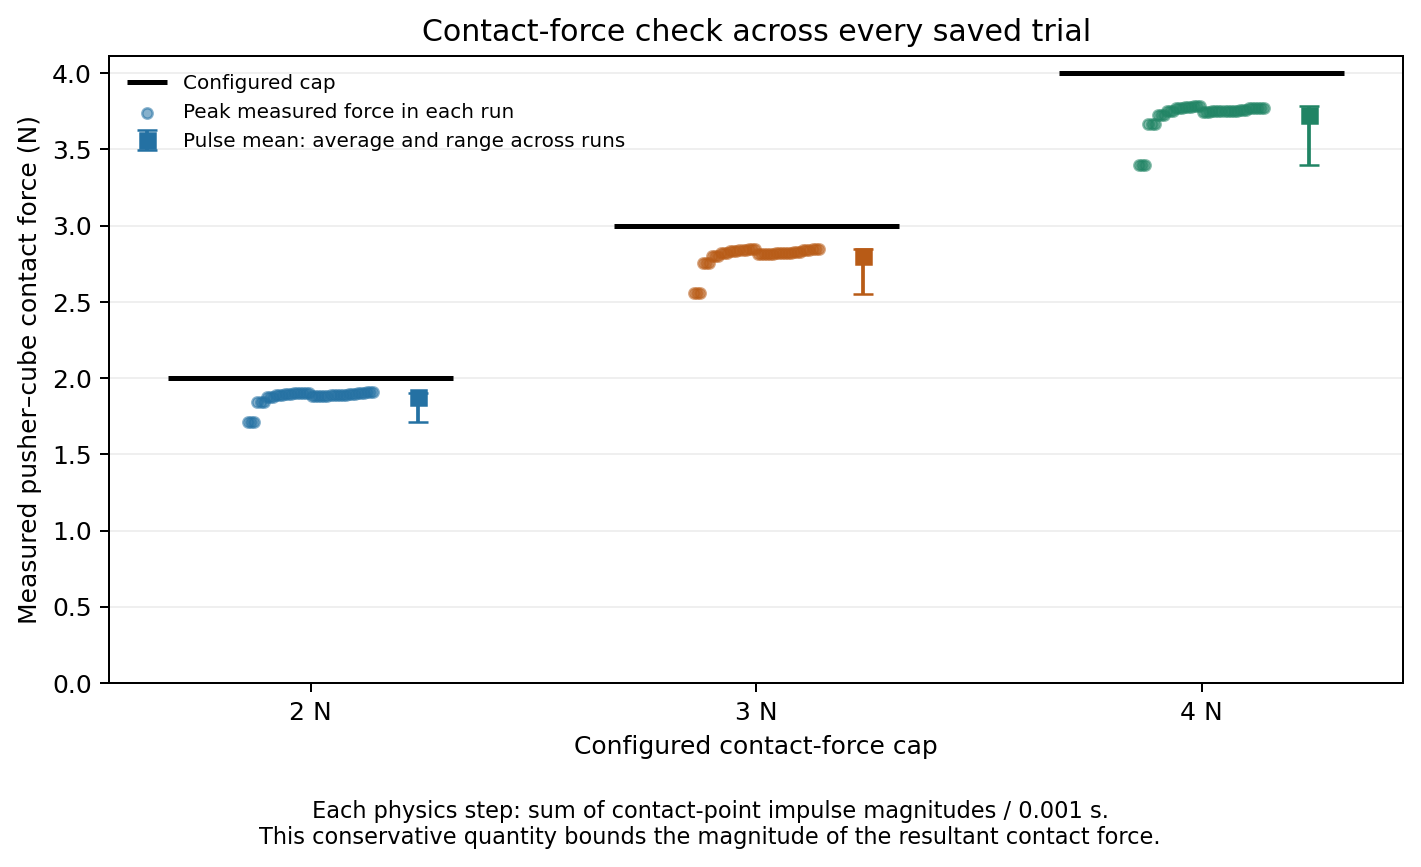 Contact-force check across every saved trial
Configured cap
Peak measured force in each run
Pulse mean: average and range across runs
Measured pusher–cube contact force (N)
4.0
3.5
3.0
2.5
2.0
1.5
1.0
0.5
0.0
2 N
3 N
4 N
Configured contact-force cap
Each physics step: sum of contact-point impulse magnitudes / 0.001 s.
This conservative quantity bounds the magnitude of the resultant contact force.